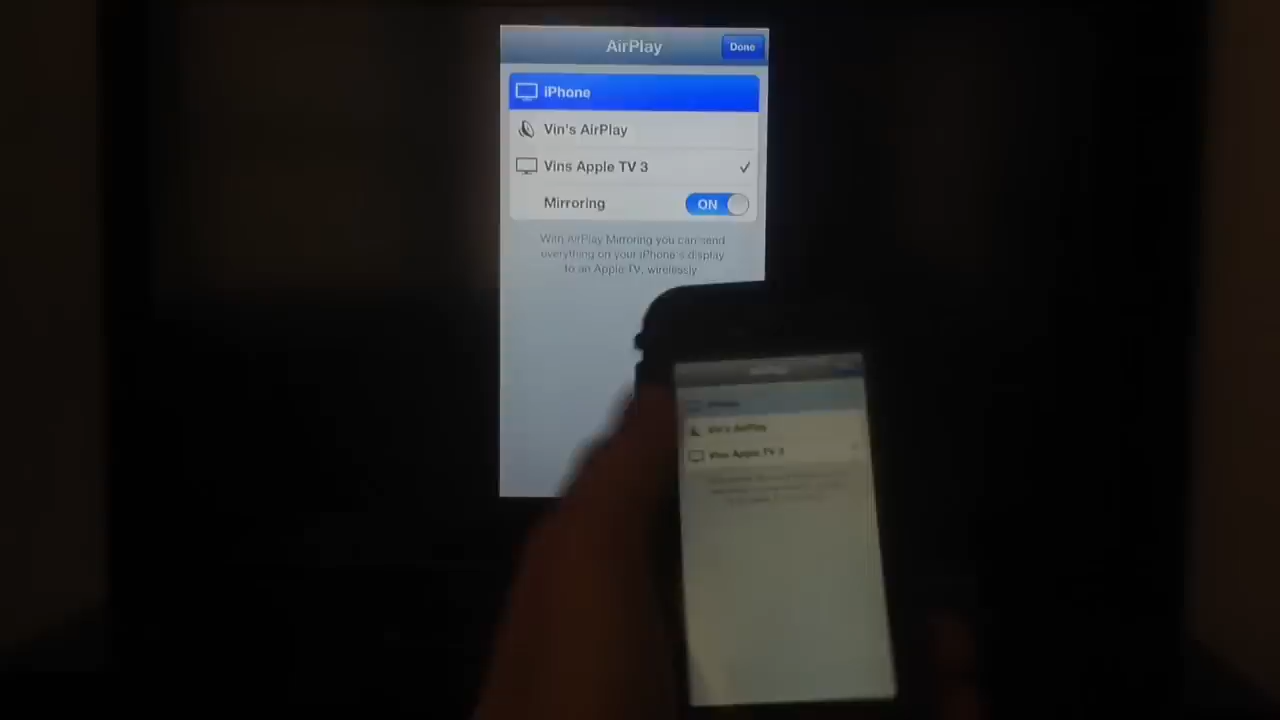 AirPlay
Done
iPhone
Vin's AirPlay
Vins Apple TV 3
Mirroring
ON
With AirPlay Mirroring you can send
everything on your iPhone's display
to an Apple TV, wirelessly
Vin's AirPlay
Vins Apple TV 3